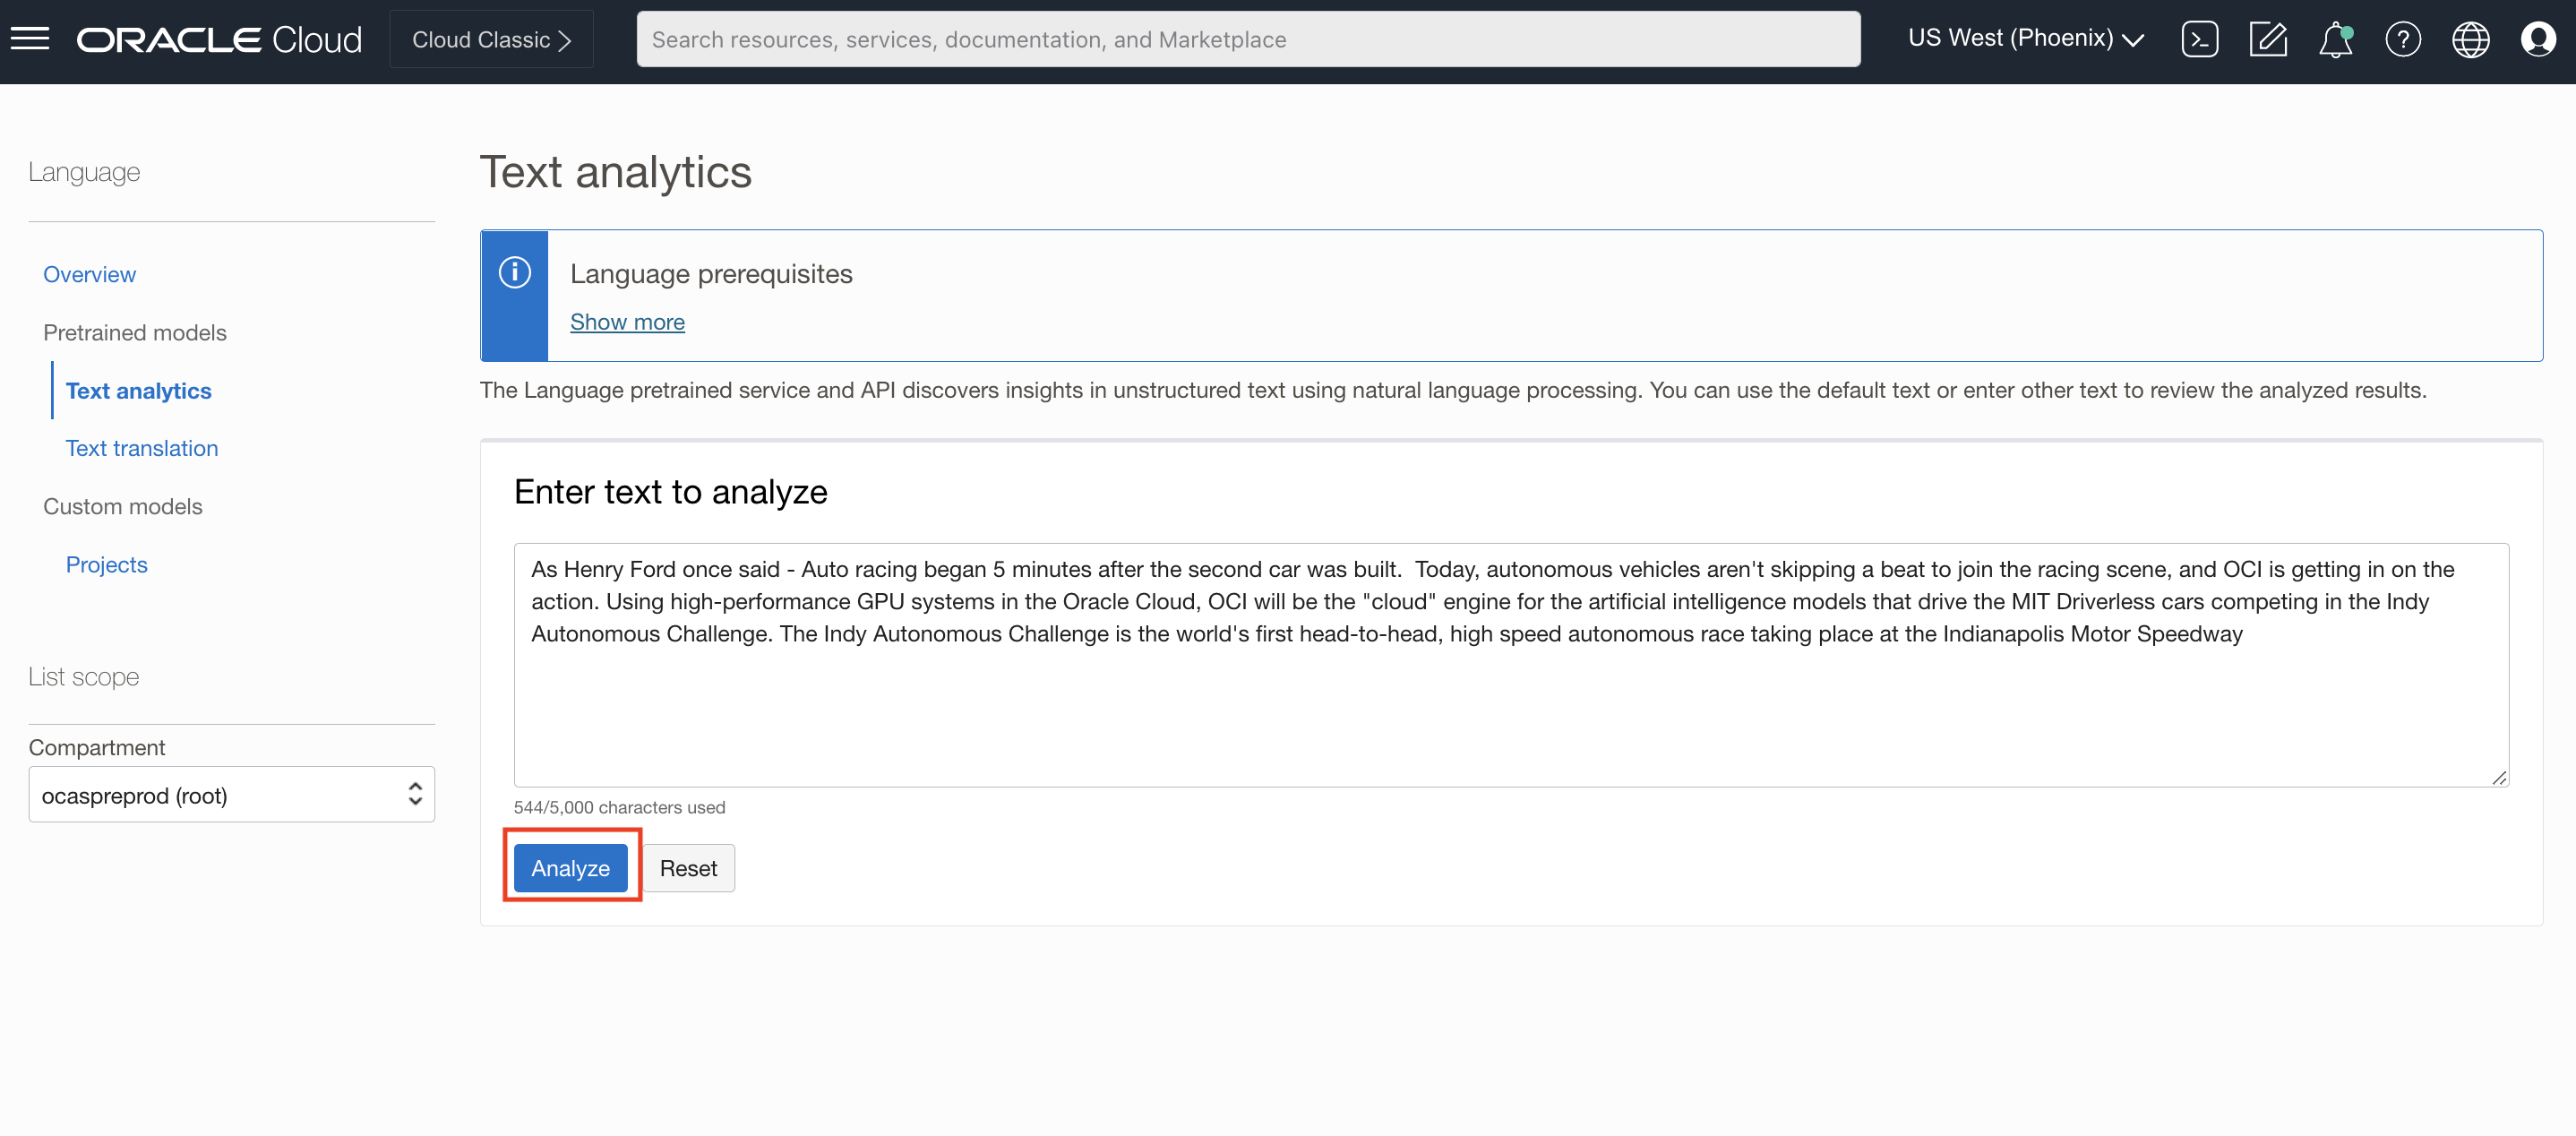 ORACLE Cloud
Cloud Classic
Search resources, services, documentation, and Marketplace
US West (Phoenix)
Language
Overview
Pretrained models
Text analytics
Text translation
Custom models
Projects
List scope
Compartment
ocaspreprod (root)
Text analytics
Language prerequisites
Show more
The Language pretrained service and API discovers insights in unstructured text using natural language processing. You can use the default text or enter other text to review the analyzed results.
Enter text to analyze
As Henry Ford once said - Auto racing began 5 minutes after the second car was built.  Today, autonomous vehicles aren't skipping a beat to join the racing scene, and OCI is getting in on the
action. Using high-performance GPU systems in the Oracle Cloud, OCI will be the "cloud" engine for the artificial intelligence models that drive the MIT Driverless cars competing in the Indy
Autonomous Challenge. The Indy Autonomous Challenge is the world's first head-to-head, high speed autonomous race taking place at the Indianapolis Motor Speedway
544/5,000 characters used
Analyze
Reset